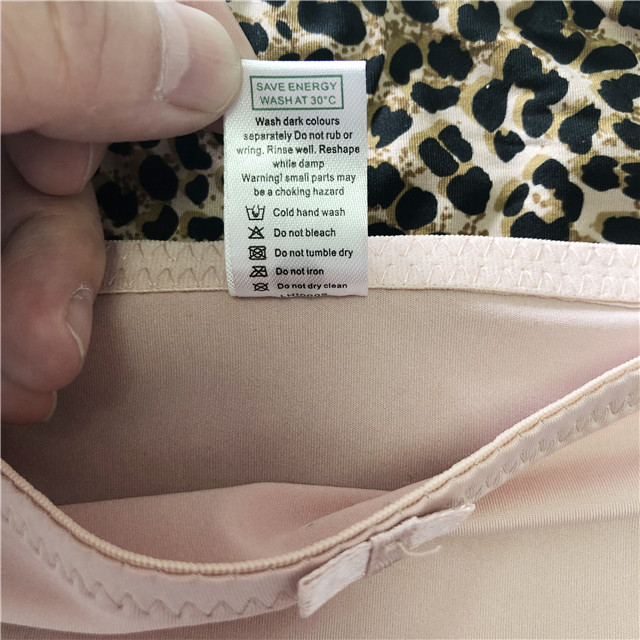 SAVE ENERGY
WASH AT 30°C
Wash dark colours
separately Do not rub or
wring. Rinse well. Reshape
while damp
Warning! small parts may
be a choking hazard
Cold hand wash
Do not bleach
Do not tumble dry
Do not iron
Do not dry clean